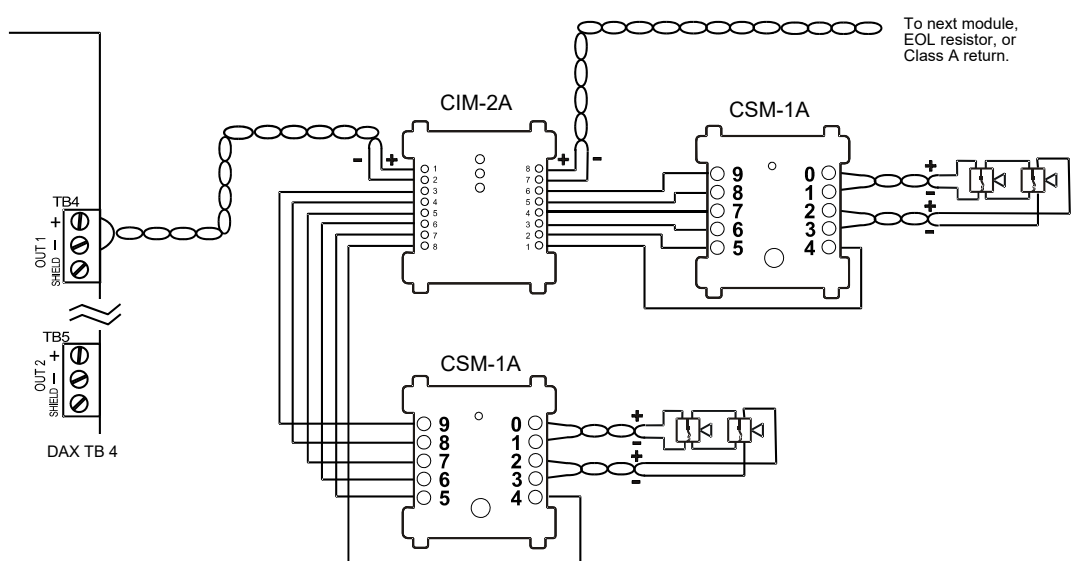 To next module,
EOL resistor, or
Class A return.
CIM-2A
CSM-1A
- +
+ -
1 8
2 7
3 6
4 5
5 4
6 3
7 2
8 1
9 0
8 1
7 2
6 3
5 4
+
-
+
-
TB4
+
-
OUT 1
SHIELD
TB5
+
-
OUT 2
SHIELD
DAX TB 4
CSM-1A
9 0
8 1
7 2
6 3
5 4
+
-
+
-